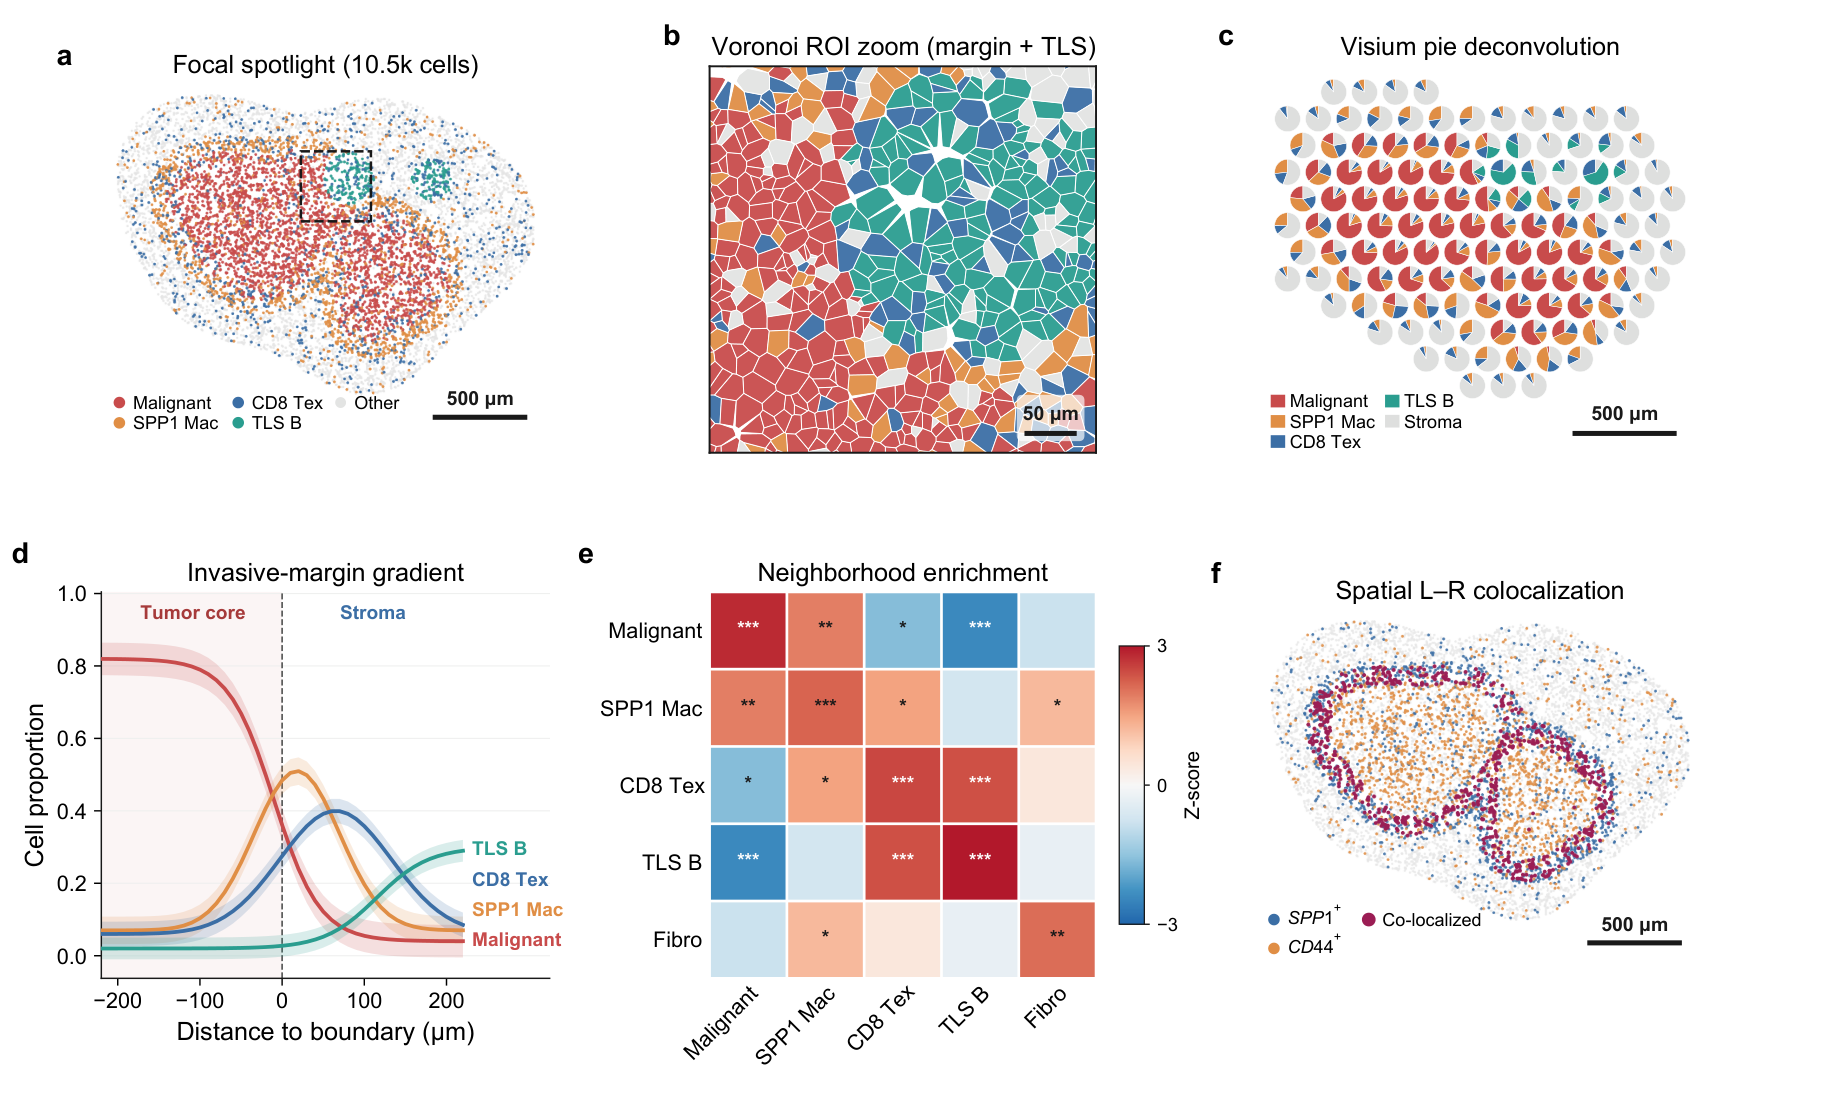 a
Focal spotlight (10.5k cells)
Malignant
CD8 Tex
Other
SPP1 Mac
TLS B
500 µm
b
Voronoi ROI zoom (margin + TLS)
50 µm
c
Visium pie deconvolution
Malignant
TLS B
SPP1 Mac
Stroma
CD8 Tex
500 µm
d
Invasive-margin gradient
Tumor core
Stroma
Cell proportion
1.0
0.8
0.6
0.4
0.2
0.0
TLS B
CD8 Tex
SPP1 Mac
Malignant
−200
−100
0
100
200
Distance to boundary (µm)
e
Neighborhood enrichment
Malignant
*** ** * ***
SPP1 Mac
** *** * *
CD8 Tex
* * *** ***
TLS B
*** *** ***
Fibro
* **
Malignant
SPP1 Mac
CD8 Tex
TLS B
Fibro
3
0
−3
Z-score
f
Spatial L–R colocalization
SPP1+
Co-localized
CD44+
500 µm